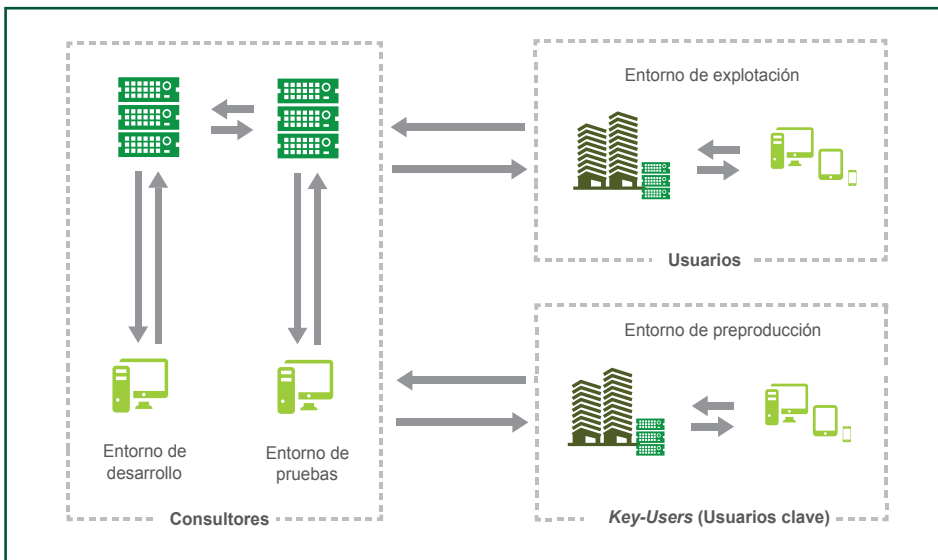 Entorno de
desarrollo
Entorno de
pruebas
Consultores
Entorno de explotación
Usuarios
Entorno de preproducción
Key-Users (Usuarios clave)